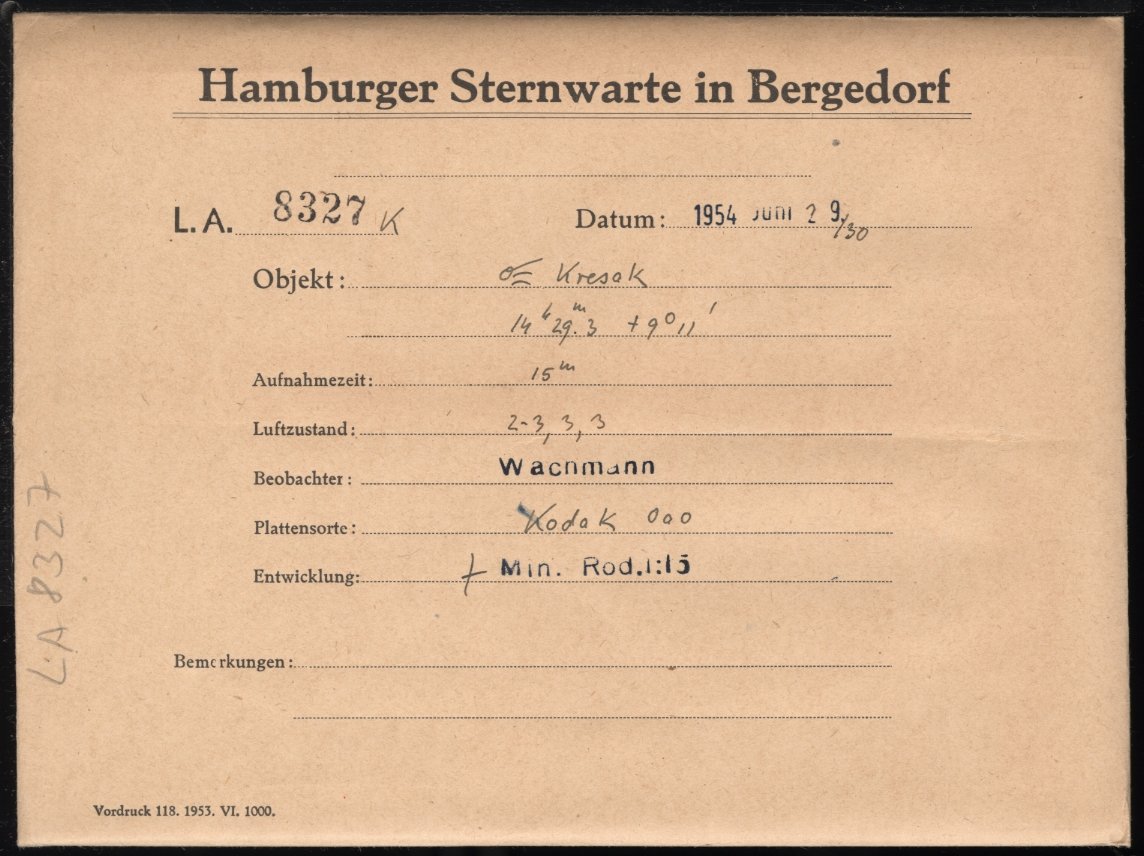 Hamburger Sternwarte in Bergedorf
L. A. 8327 K Datum: 1954 Juni 29/30
Objekt: ☄ Kresak
14ʰ 29ᵐ.3 +9° 11'
Aufnahmezeit: 15ᵐ
Luftzustand: 2-3, 3, 3
Beobachter: Wachmann
Plattensorte: Kodak OaO
Entwicklung: Min. Rod.1:15
Bemerkungen:
Vordruck 118. 1953. VI. 1000.
LA 8327